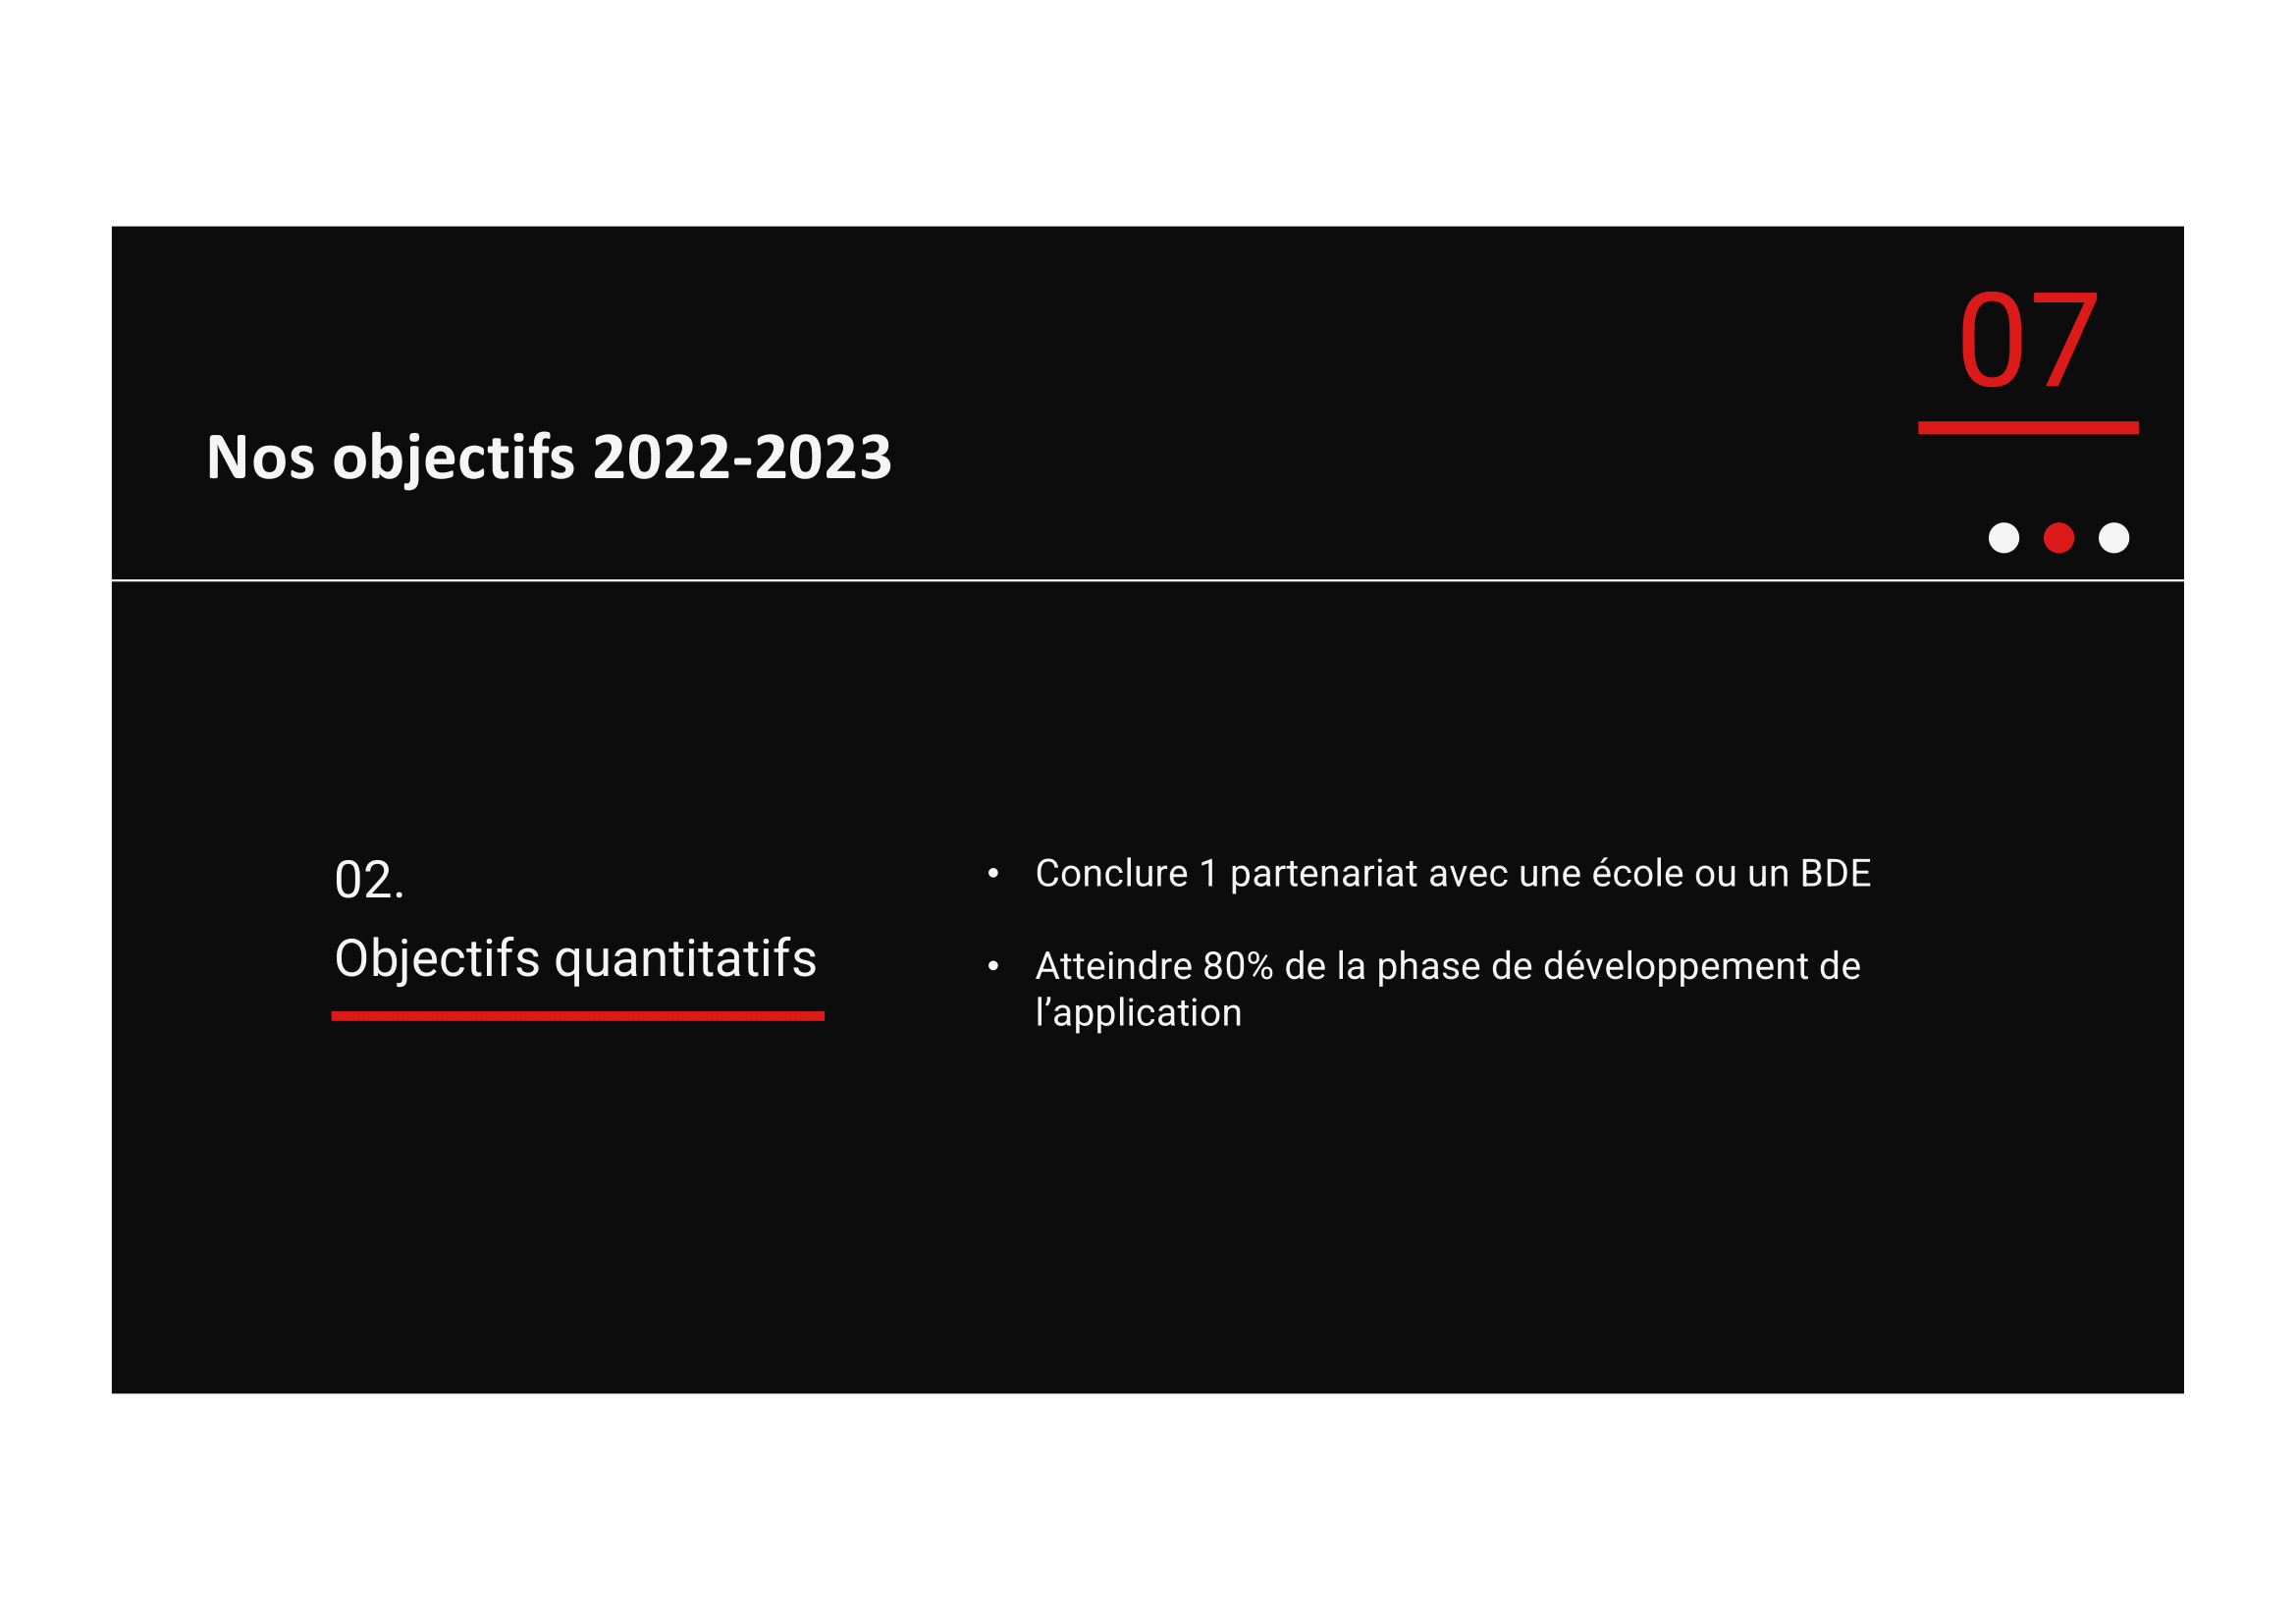 07
Nos objectifs 2022-2023
02.
Objectifs quantitatifs
• Conclure 1 partenariat avec une école ou un BDE
• Atteindre 80% de la phase de développement de
l’application